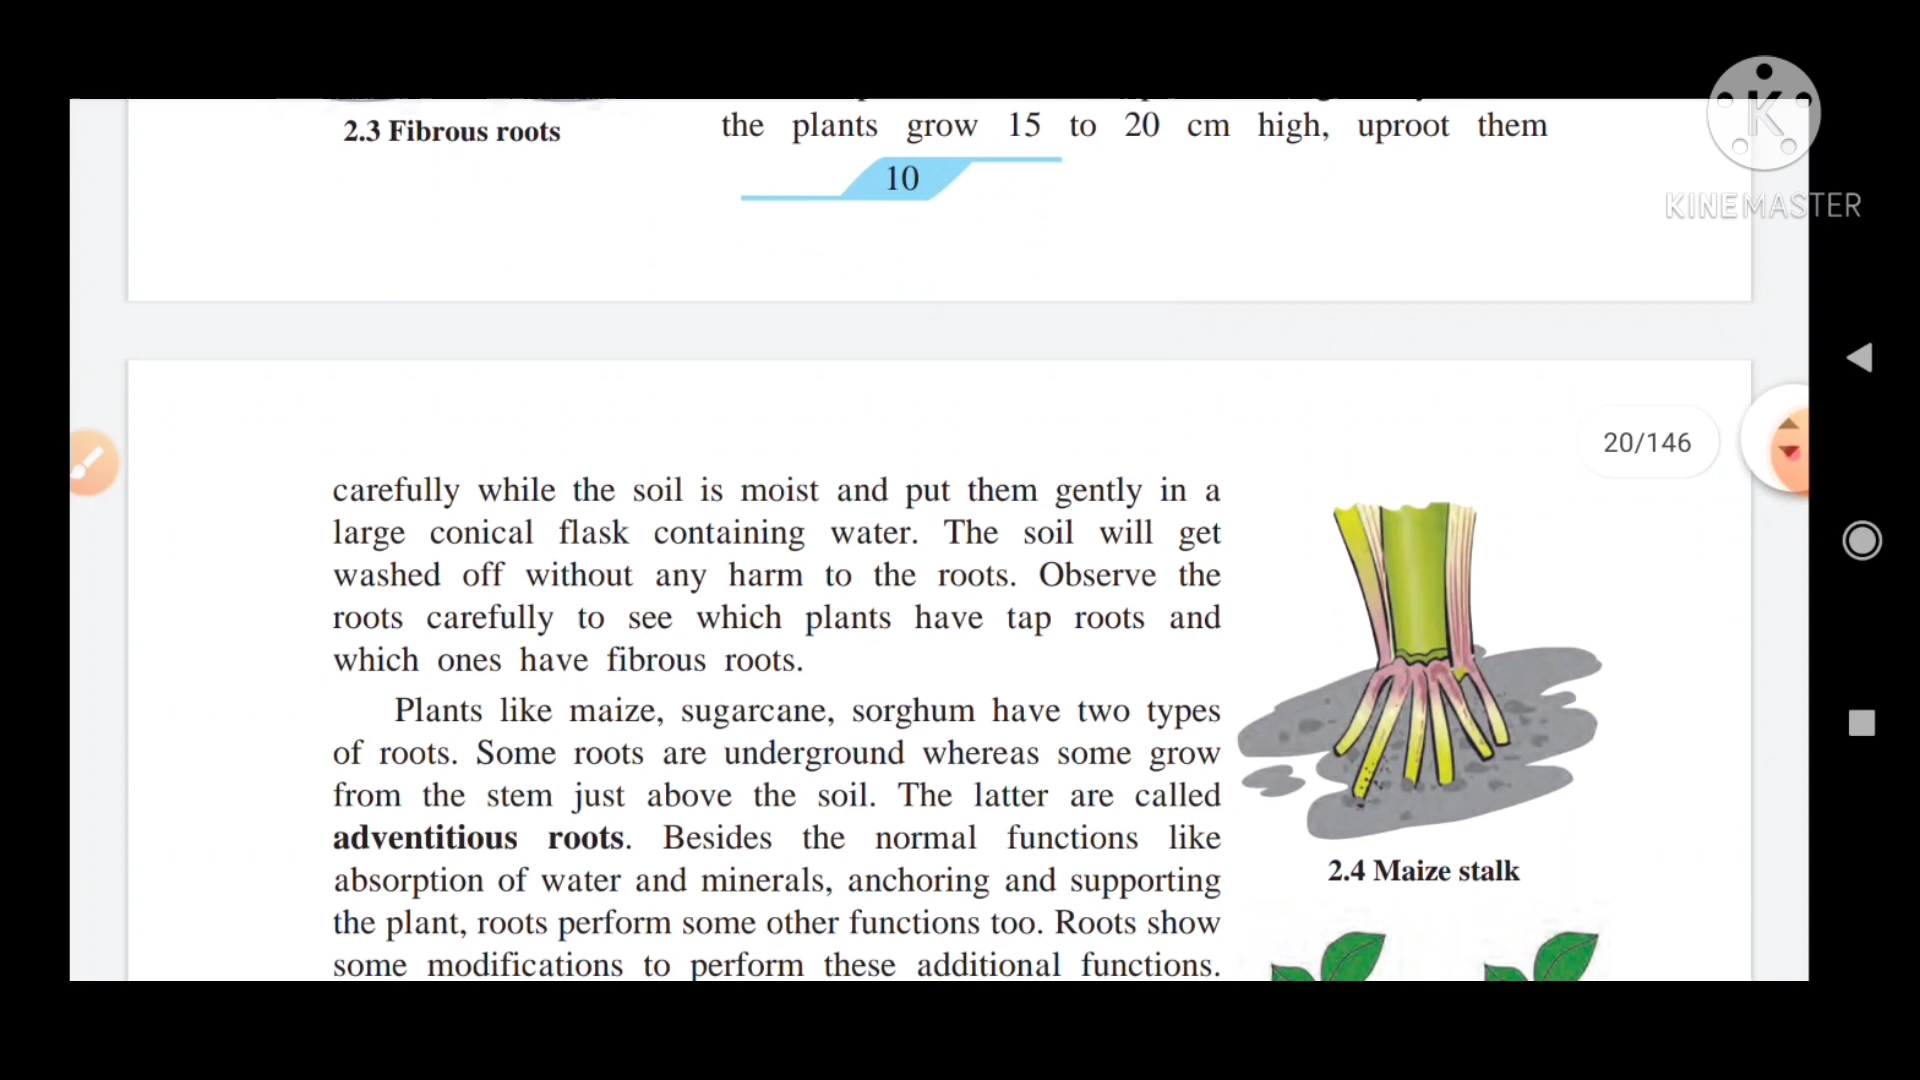 2.3 Fibrous roots
the plants grow 15 to 20 cm high, uproot them
10
K
KINEMASTER
20/146
carefully while the soil is moist and put them gently in a
large conical flask containing water. The soil will get
washed off without any harm to the roots. Observe the
roots carefully to see which plants have tap roots and
which ones have fibrous roots.
Plants like maize, sugarcane, sorghum have two types
of roots. Some roots are underground whereas some grow
from the stem just above the soil. The latter are called
adventitious roots. Besides the normal functions like
absorption of water and minerals, anchoring and supporting
the plant, roots perform some other functions too. Roots show
some modifications to perform these additional functions.
2.4 Maize stalk